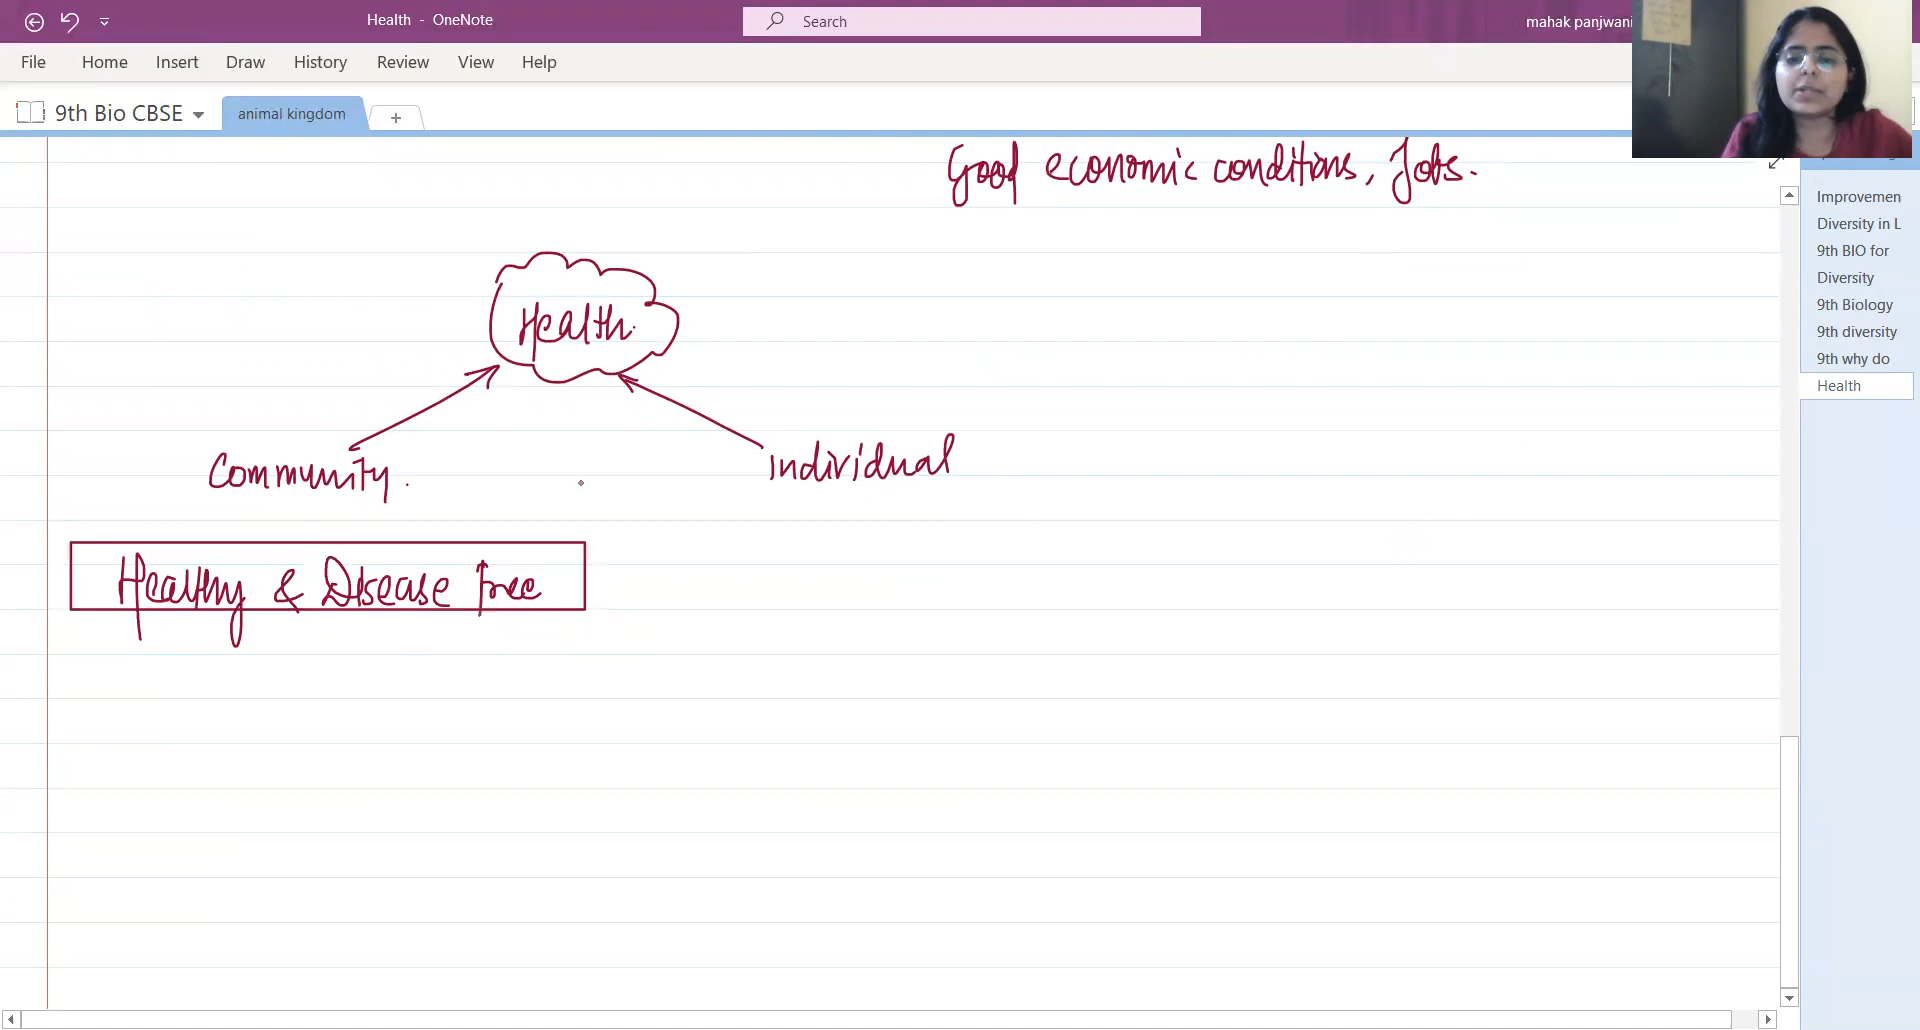 Health - OneNote
Search
mahak panjwani
File Home Insert Draw History Review View Help
9th Bio CBSE
animal kingdom
+
Good economic conditions, Jobs.
Health.
Community.
individual
Healthy & Disease free
Improvemen
Diversity in L
9th BIO for
Diversity
9th Biology
9th diversity
9th why do
Health